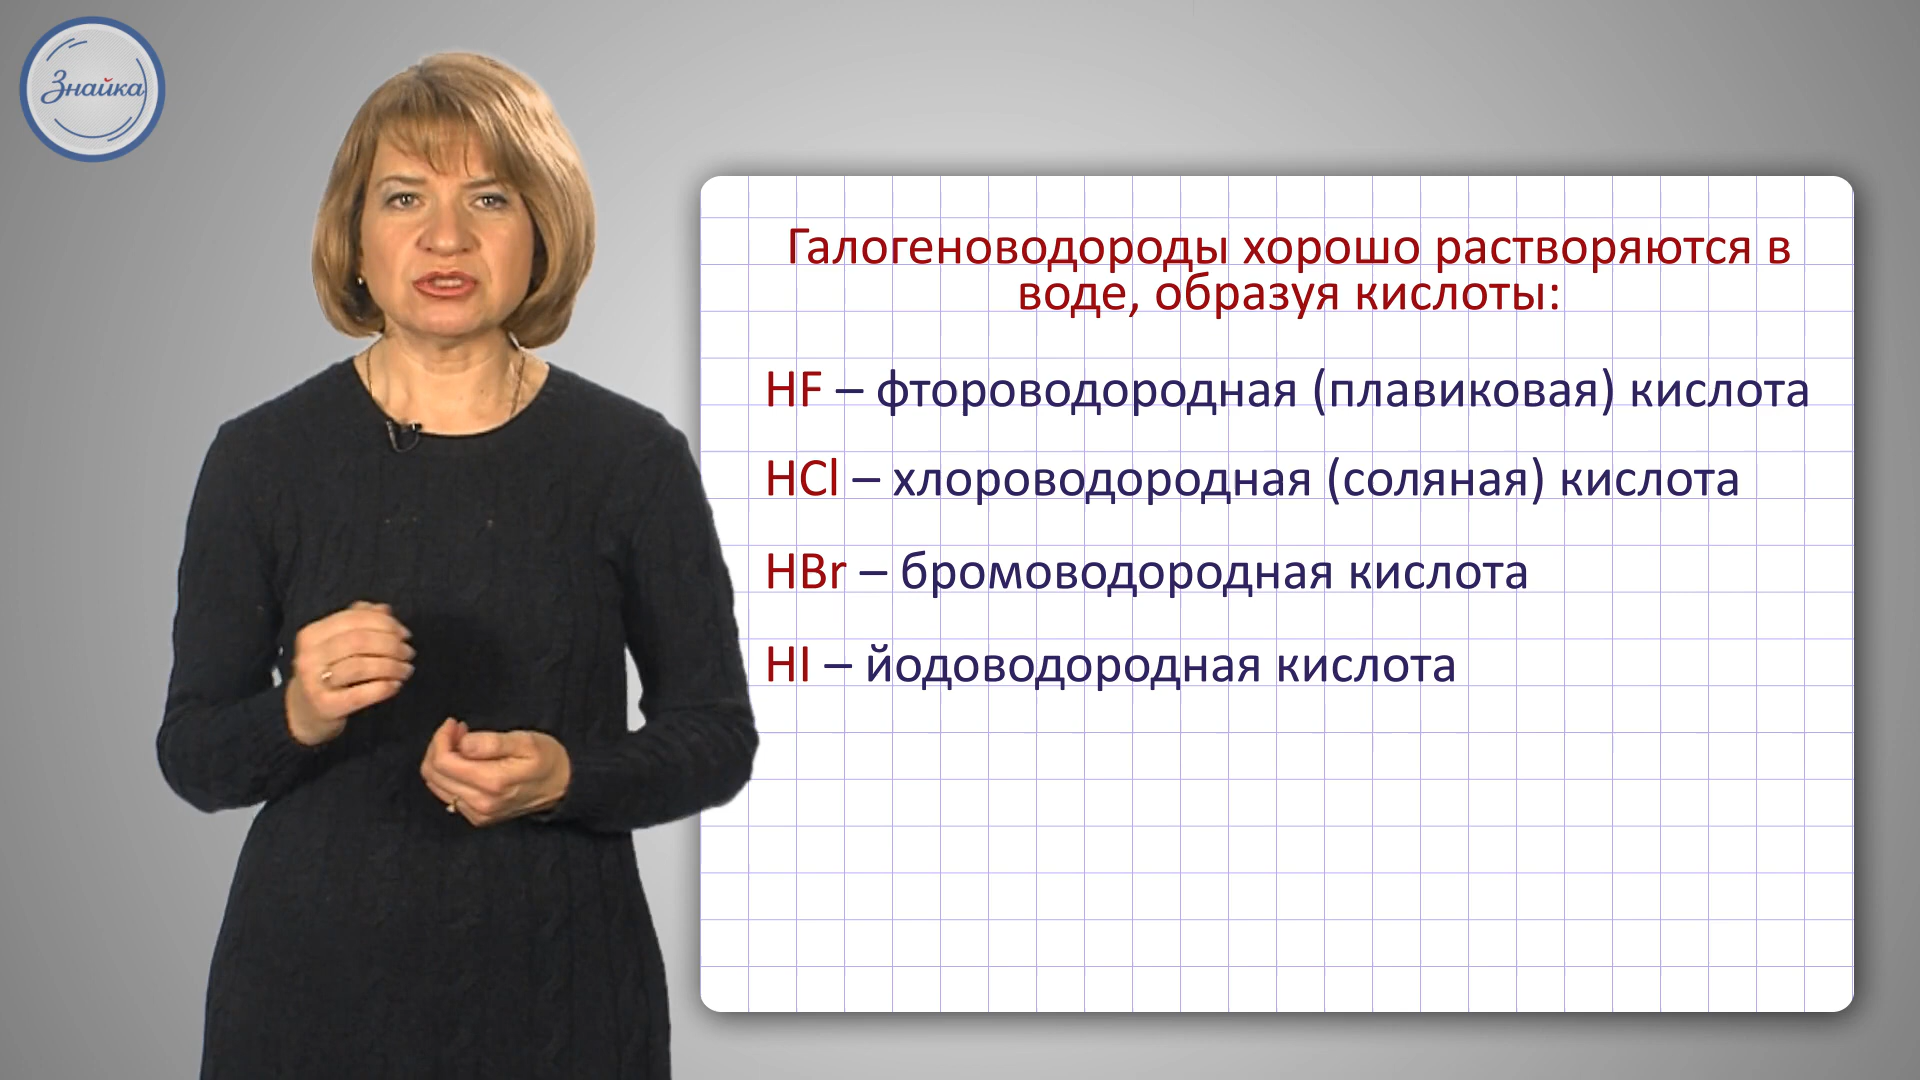 Знайка
Галогеноводороды хорошо растворяются в
воде, образуя кислоты:
HF – фтороводородная (плавиковая) кислота
HCl – хлороводородная (соляная) кислота
HBr – бромоводородная кислота
HI – йодоводородная кислота